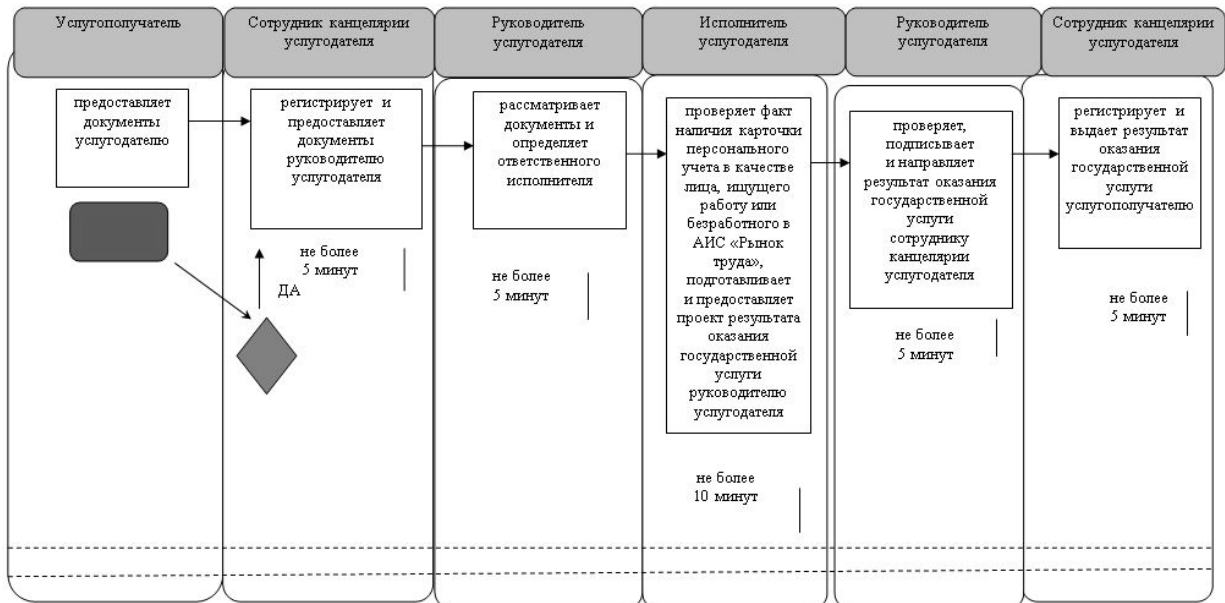 Услугополучатель
Сотрудник канцелярии
услугодателя
Руководитель
услугодателя
Исполнитель
услугодателя
Руководитель
услугодателя
Сотрудник канцелярии
услугодателя
предоставляет
документы
услугодателю
регистрирует и
предоставляет
документы
руководителю
услугодателя
не более
5 минут
ДА
рассматривает
документы и
определяет
ответственного
исполнителя
не более
5 минут
проверяет факт
наличия карточки
персонального
учета в качестве
лица, ищущего
работу или
безработного в
АИС «Рынок
труда»,
подготавливает
и предоставляет
проект результата
оказания
государственной
услуги
руководителю
услугодателя
не более
10 минут
проверяет,
подписывает
и направляет
результат оказания
государственной
услуги
сотруднику
канцелярии
услугодателя
не более
5 минут
регистрирует и
выдает результат
оказания
государственной
услуги
услугополучателю
не более
5 минут